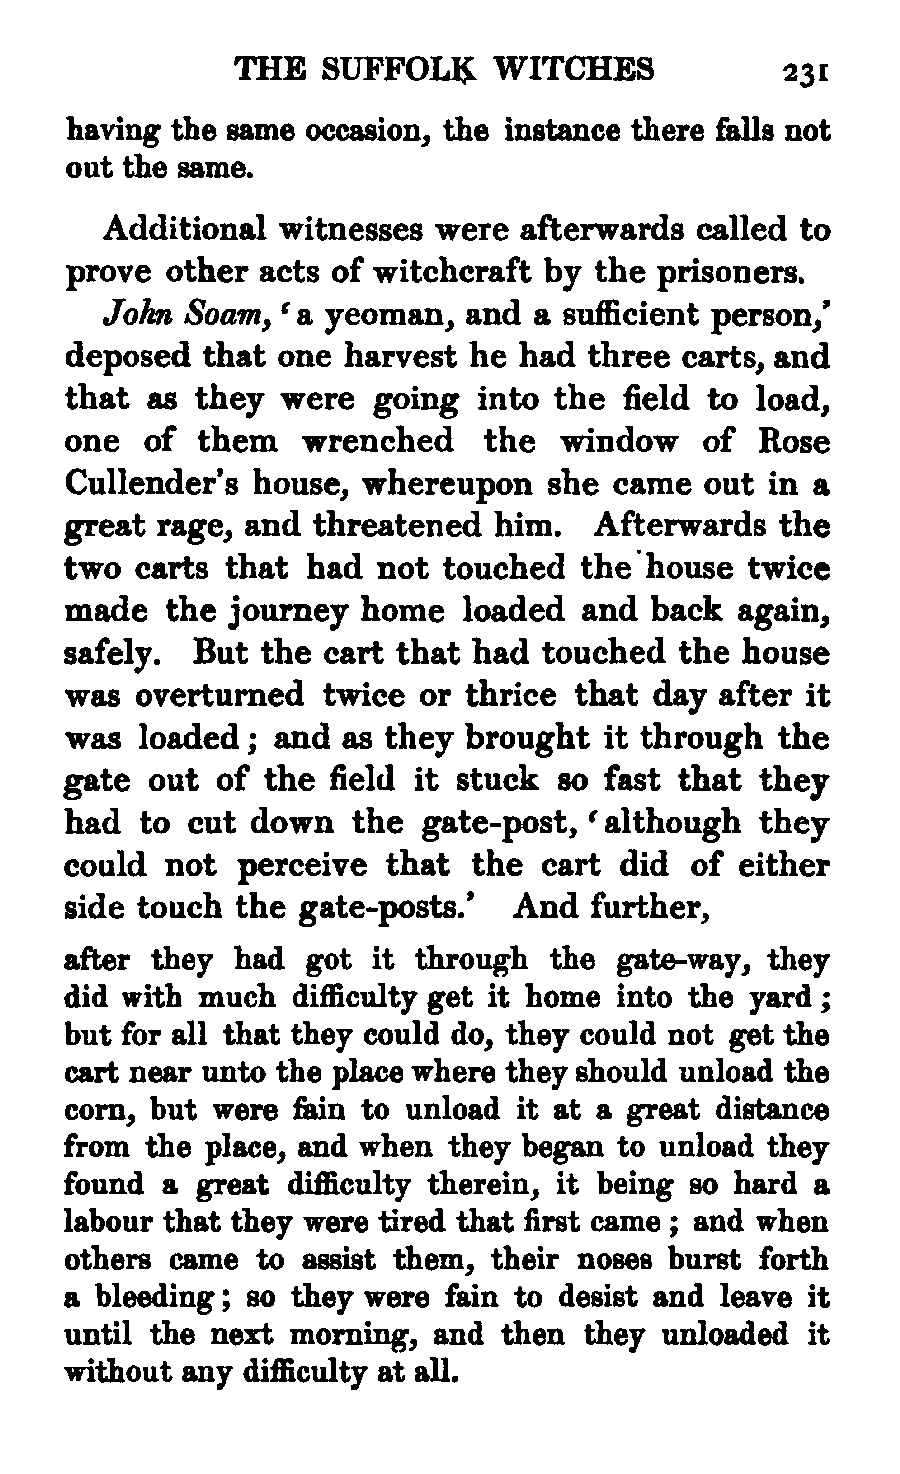 THE SUFFOLK WITCHES 231
having the same occasion, the instance there falls not
out the same.
Additional witnesses were afterwards called to
prove other acts of witchcraft by the prisoners.
John Soam, ‘a yeoman, and a sufficient person,’
deposed that one harvest he had three carts, and
that as they were going into the field to load,
one of them wrenched the window of Rose
Cullender’s house, whereupon she came out in a
great rage, and threatened him. Afterwards the
two carts that had not touched the house twice
made the journey home loaded and back again,
safely. But the cart that had touched the house
was overturned twice or thrice that day after it
was loaded; and as they brought it through the
gate out of the field it stuck so fast that they
had to cut down the gate-post, ‘although they
could not perceive that the cart did of either
side touch the gate-posts.’ And further,
after they had got it through the gate-way, they
did with much difficulty get it home into the yard;
but for all that they could do, they could not get the
cart near unto the place where they should unload the
corn, but were fain to unload it at a great distance
from the place, and when they began to unload they
found a great difficulty therein, it being so hard a
labour that they were tired that first came; and when
others came to assist them, their noses burst forth
a bleeding; so they were fain to desist and leave it
until the next morning, and then they unloaded it
without any difficulty at all.